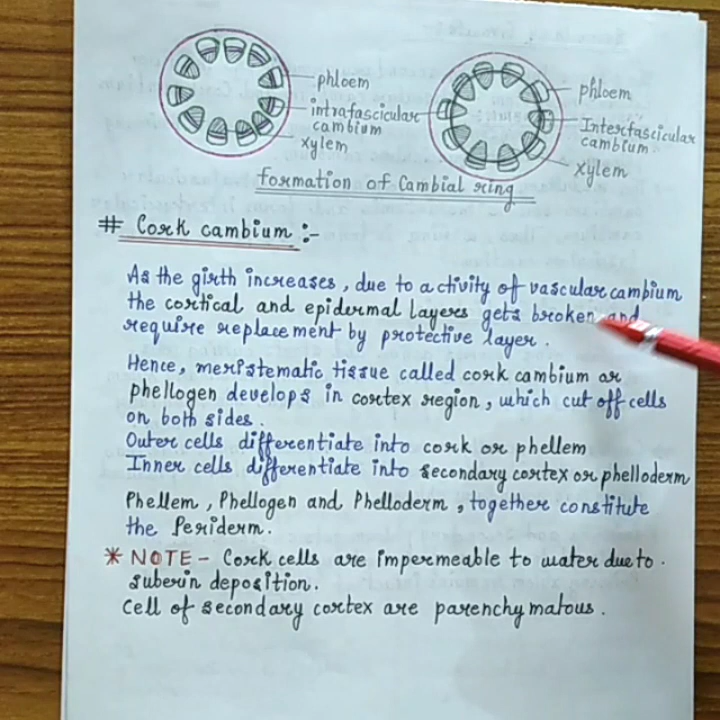 phloem
intrafascicular
cambium
xylem
phloem
Interfascicular
cambium
xylem
Formation of Cambial ring
# Cork cambium :-
As the girth increases, due to activity of vascular cambium
the cortical and epidermal layers gets broken and
require replacement by protective layer.
Hence, meristematic tissue called cork cambium or
phellogen develops in cortex region, which cut off cells
on both sides.
Outer cells differentiate into cork or phellem
Inner cells differentiate into secondary cortex or phelloderm
Phellem, Phellogen and Phelloderm, together constitute
the Periderm.
* NOTE - Cork cells are impermeable to water due to
suberin deposition.
Cell of secondary cortex are parenchymatous.